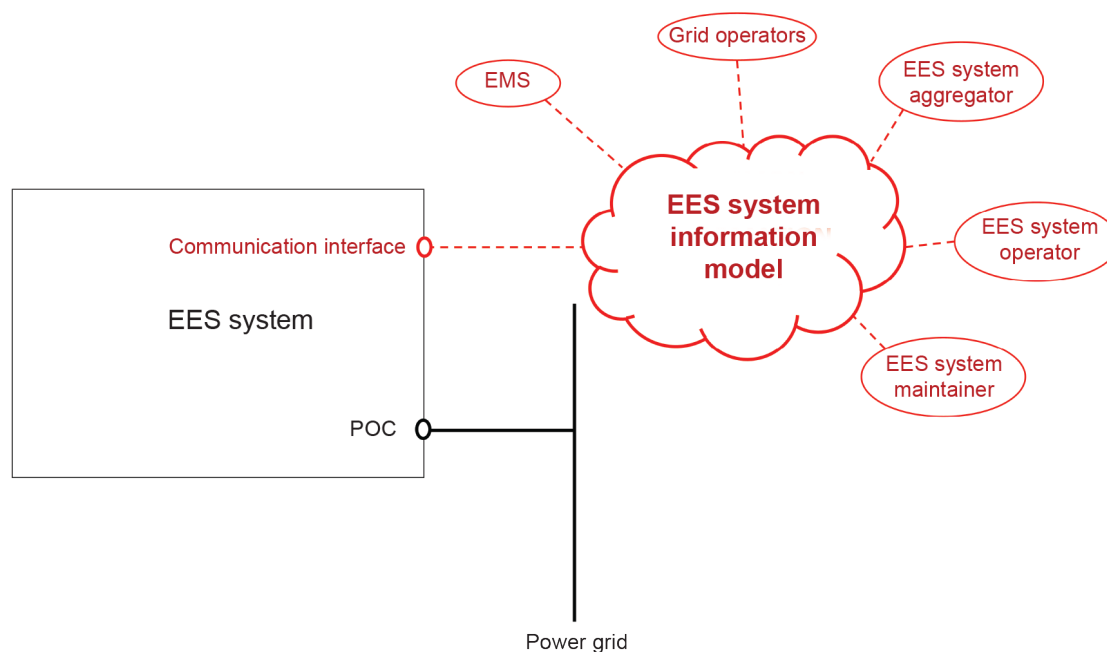 Grid operators
EMS
EES system
aggregator
EES system
information
model
Communication interface
EES system
operator
EES system
EES system
maintainer
POC
Power grid